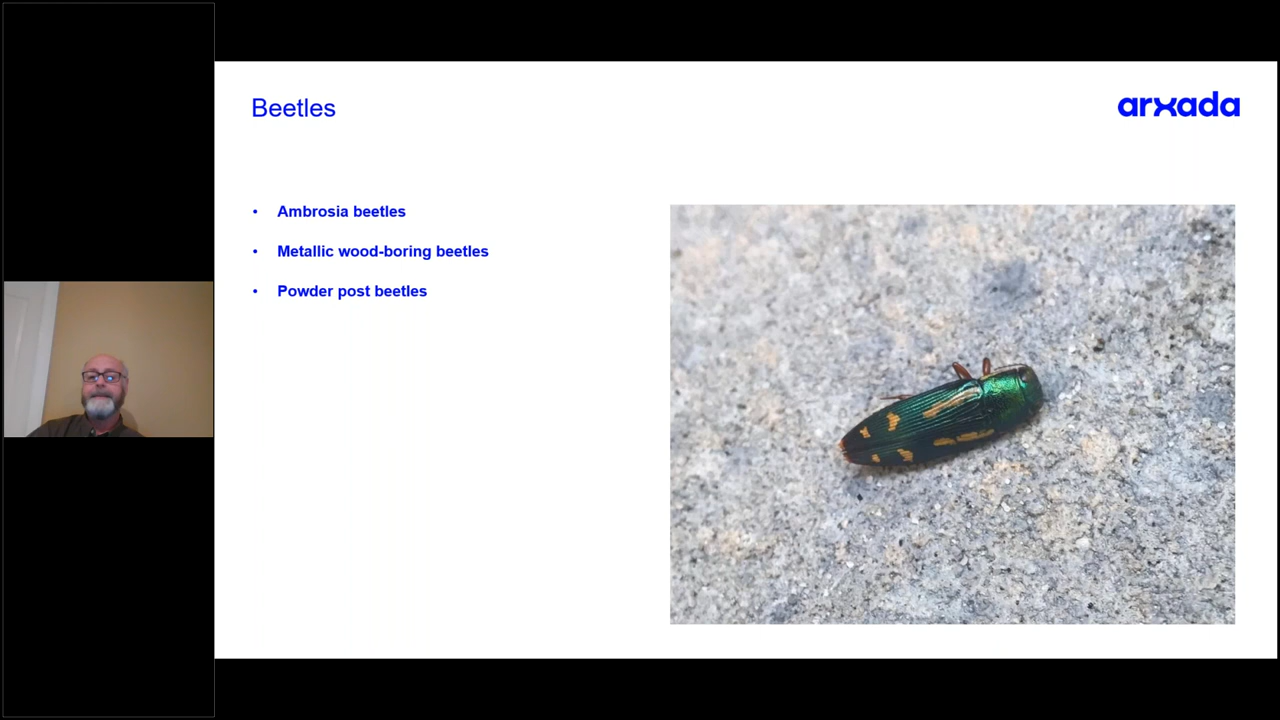 Beetles
arxada
• Ambrosia beetles
• Metallic wood-boring beetles
• Powder post beetles